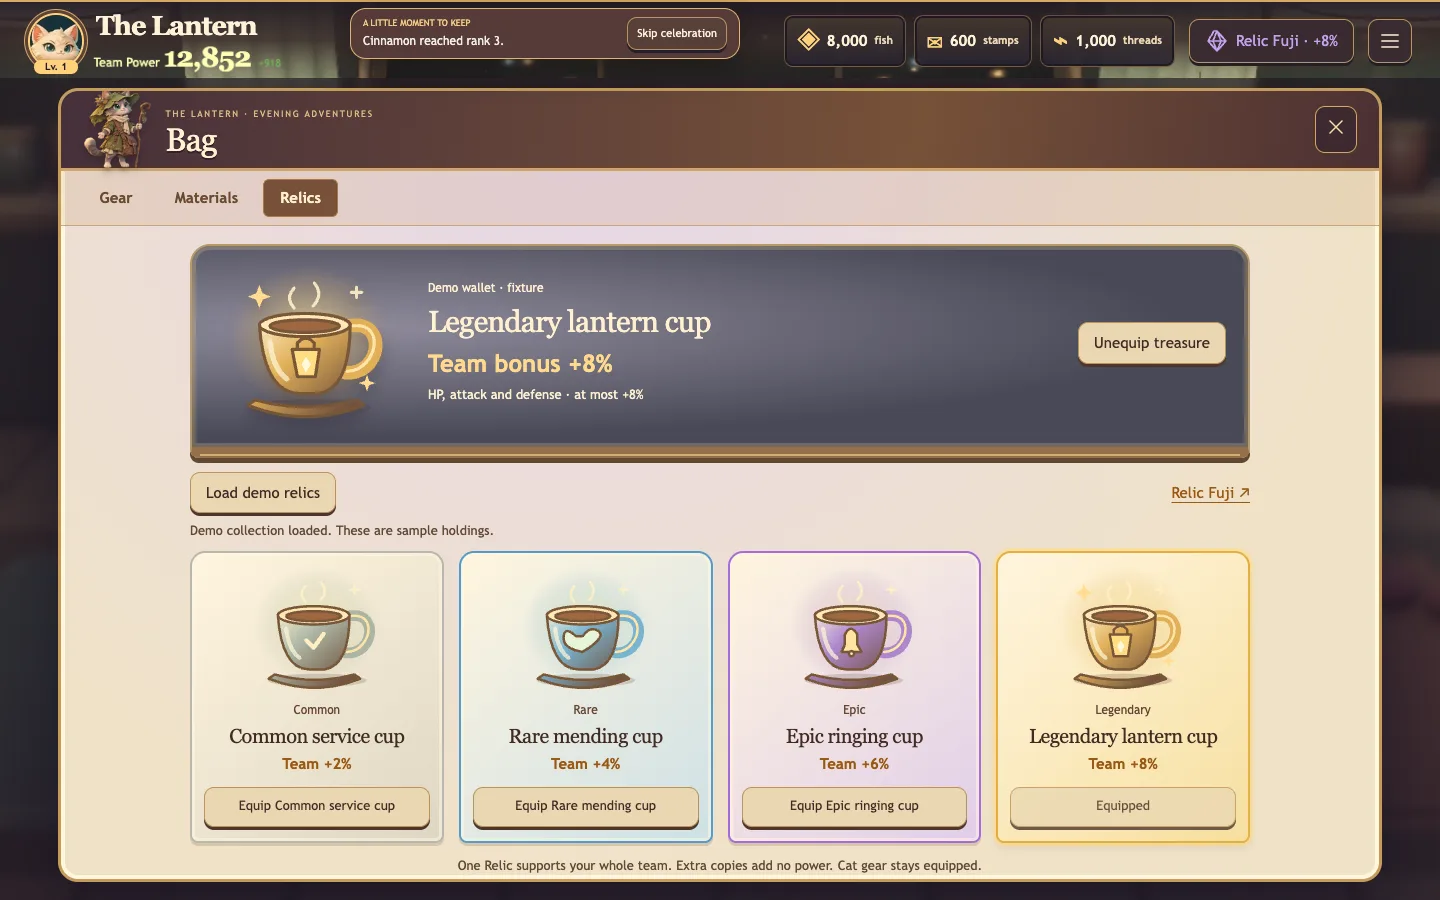 The Lantern
Lv. 1
Team Power 12,852 +918
A LITTLE MOMENT TO KEEP
Cinnamon reached rank 3.
Skip celebration
8,000 fish
600 stamps
1,000 threads
Relic Fuji · +8%
THE LANTERN · EVENING ADVENTURES
Bag
Gear
Materials
Relics
Demo wallet · fixture
Legendary lantern cup
Team bonus +8%
HP, attack and defense · at most +8%
Unequip treasure
Load demo relics
Relic Fuji ↗
Demo collection loaded. These are sample holdings.
Common
Common service cup
Team +2%
Equip Common service cup
Rare
Rare mending cup
Team +4%
Equip Rare mending cup
Epic
Epic ringing cup
Team +6%
Equip Epic ringing cup
Legendary
Legendary lantern cup
Team +8%
Equipped
One Relic supports your whole team. Extra copies add no power. Cat gear stays equipped.